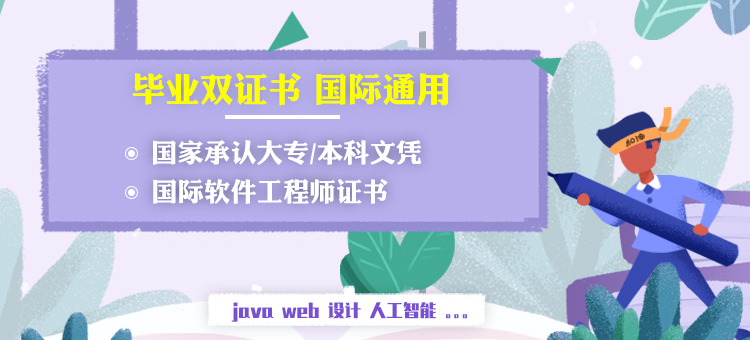 毕业双证书 国际通用
国家承认大专/本科文凭
国际软件工程师证书
java web 设计 人工智能 ...